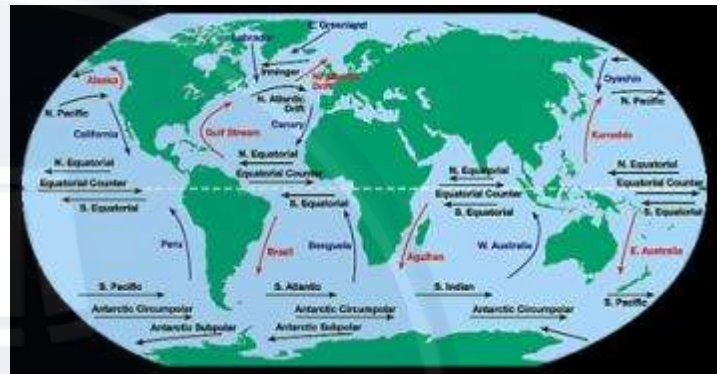 E. Greenland
Labrador
Irminger
Alaska
N. Atlantic
Drift
Oyashio
N. Pacific
N. Pacific
N. Atlantic
Drift
California
Gulf Stream
Canary
Kuroshio
N. Equatorial
N. Equatorial
N. Equatorial
N. Equatorial
Equatorial Counter
Equatorial Counter
Equatorial Counter
Equatorial Counter
S. Equatorial
S. Equatorial
S. Equatorial
S. Equatorial
Peru
Brazil
Benguela
Agulhas
W. Australia
E. Australia
S. Pacific
S. Atlantic
S. Indian
S. Pacific
Antarctic Circumpolar
Antarctic Circumpolar
Antarctic Circumpolar
Antarctic Subpolar
Antarctic Subpolar